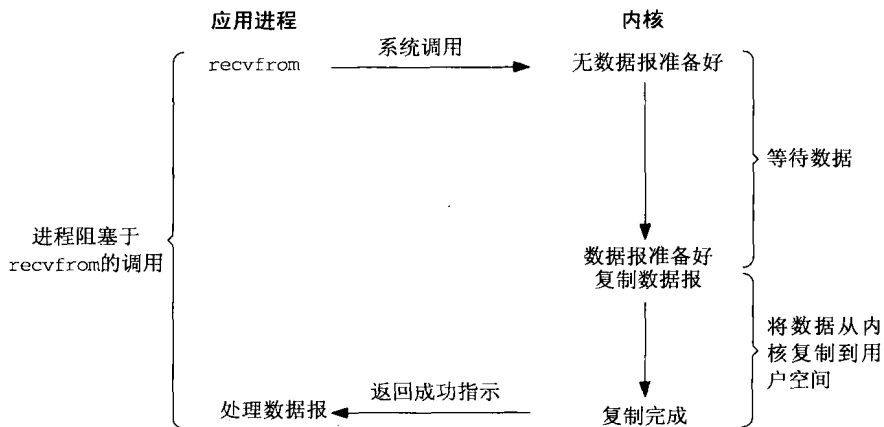 应用进程
内核
系统调用
recvfrom
无数据报准备好
等待数据
进程阻塞于
recvfrom的调用
数据报准备好
复制数据报
将数据从内
核复制到用
户空间
返回成功指示
处理数据报
复制完成